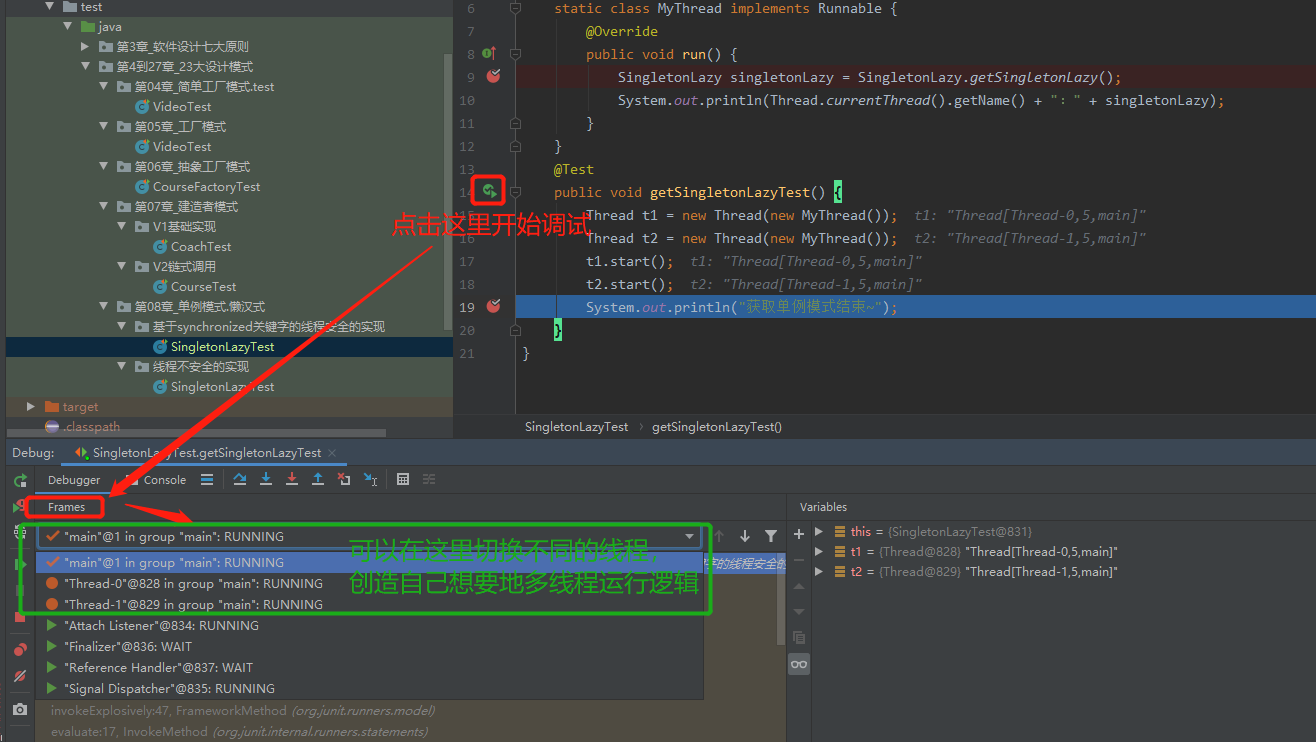 test
java
第3章_软件设计七大原则
第4到27章_23大设计模式
第04章_简单工厂模式.test
VideoTest
第05章_工厂模式
VideoTest
第06章_抽象工厂模式
CourseFactoryTest
第07章_建造者模式
V1基础实现
CoachTest
V2链式调用
CourseTest
第08章_单例模式.懒汉式
基于synchronized关键字的线程安全的实现
SingletonLazyTest
线程不安全的实现
SingletonLazyTest
target
.classpath
6 static class MyThread implements Runnable {
7 @Override
8 public void run() {
9 SingletonLazy singletonLazy = SingletonLazy.getSingletonLazy();
10 System.out.println(Thread.currentThread().getName() + "：" + singletonLazy);
11 }
12 }
13 @Test
14 public void getSingletonLazyTest() {
Thread t1 = new Thread(new MyThread()); t1: "Thread[Thread-0,5,main]"
16 Thread t2 = new Thread(new MyThread()); t2: "Thread[Thread-1,5,main]"
17 t1.start(); t1: "Thread[Thread-0,5,main]"
18 t2.start(); t2: "Thread[Thread-1,5,main]"
19 System.out.println("获取单例模式结束~");
20 }
21 }
点击这里开始调试
SingletonLazyTest › getSingletonLazyTest()
Debug: SingletonLazyTest.getSingletonLazyTest ×
Debugger Console
Frames
"main"@1 in group "main": RUNNING
"main"@1 in group "main": RUNNING
"Thread-0"@828 in group "main": RUNNING
"Thread-1"@829 in group "main": RUNNING
"Attach Listener"@834: RUNNING
"Finalizer"@836: WAIT
"Reference Handler"@837: WAIT
"Signal Dispatcher"@835: RUNNING
可以在这里切换不同的线程，
创造自己想要地多线程运行逻辑
字的线程安全的
invokeExplosively:47, FrameworkMethod (org.junit.runners.model)
evaluate:17, InvokeMethod (org.junit.internal.runners.statements)
Variables
this = {SingletonLazyTest@831}
t1 = {Thread@828} "Thread[Thread-0,5,main]"
t2 = {Thread@829} "Thread[Thread-1,5,main]"